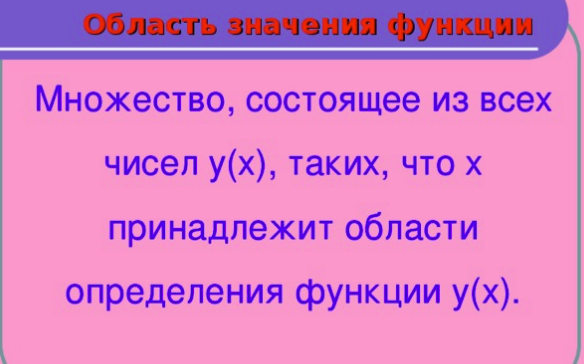 Область значения функции
Множество, состоящее из всех
чисел y(x), таких, что x
принадлежит области
определения функции y(x).